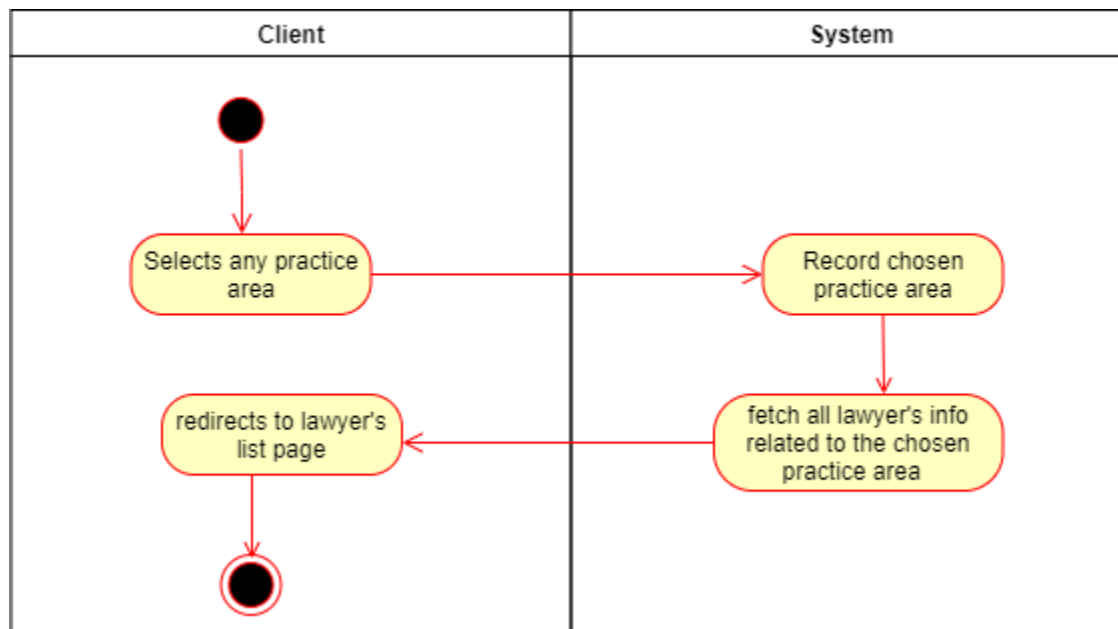 Client
System
Selects any practice
area
Record chosen
practice area
fetch all lawyer's info
related to the chosen
practice area
redirects to lawyer's
list page